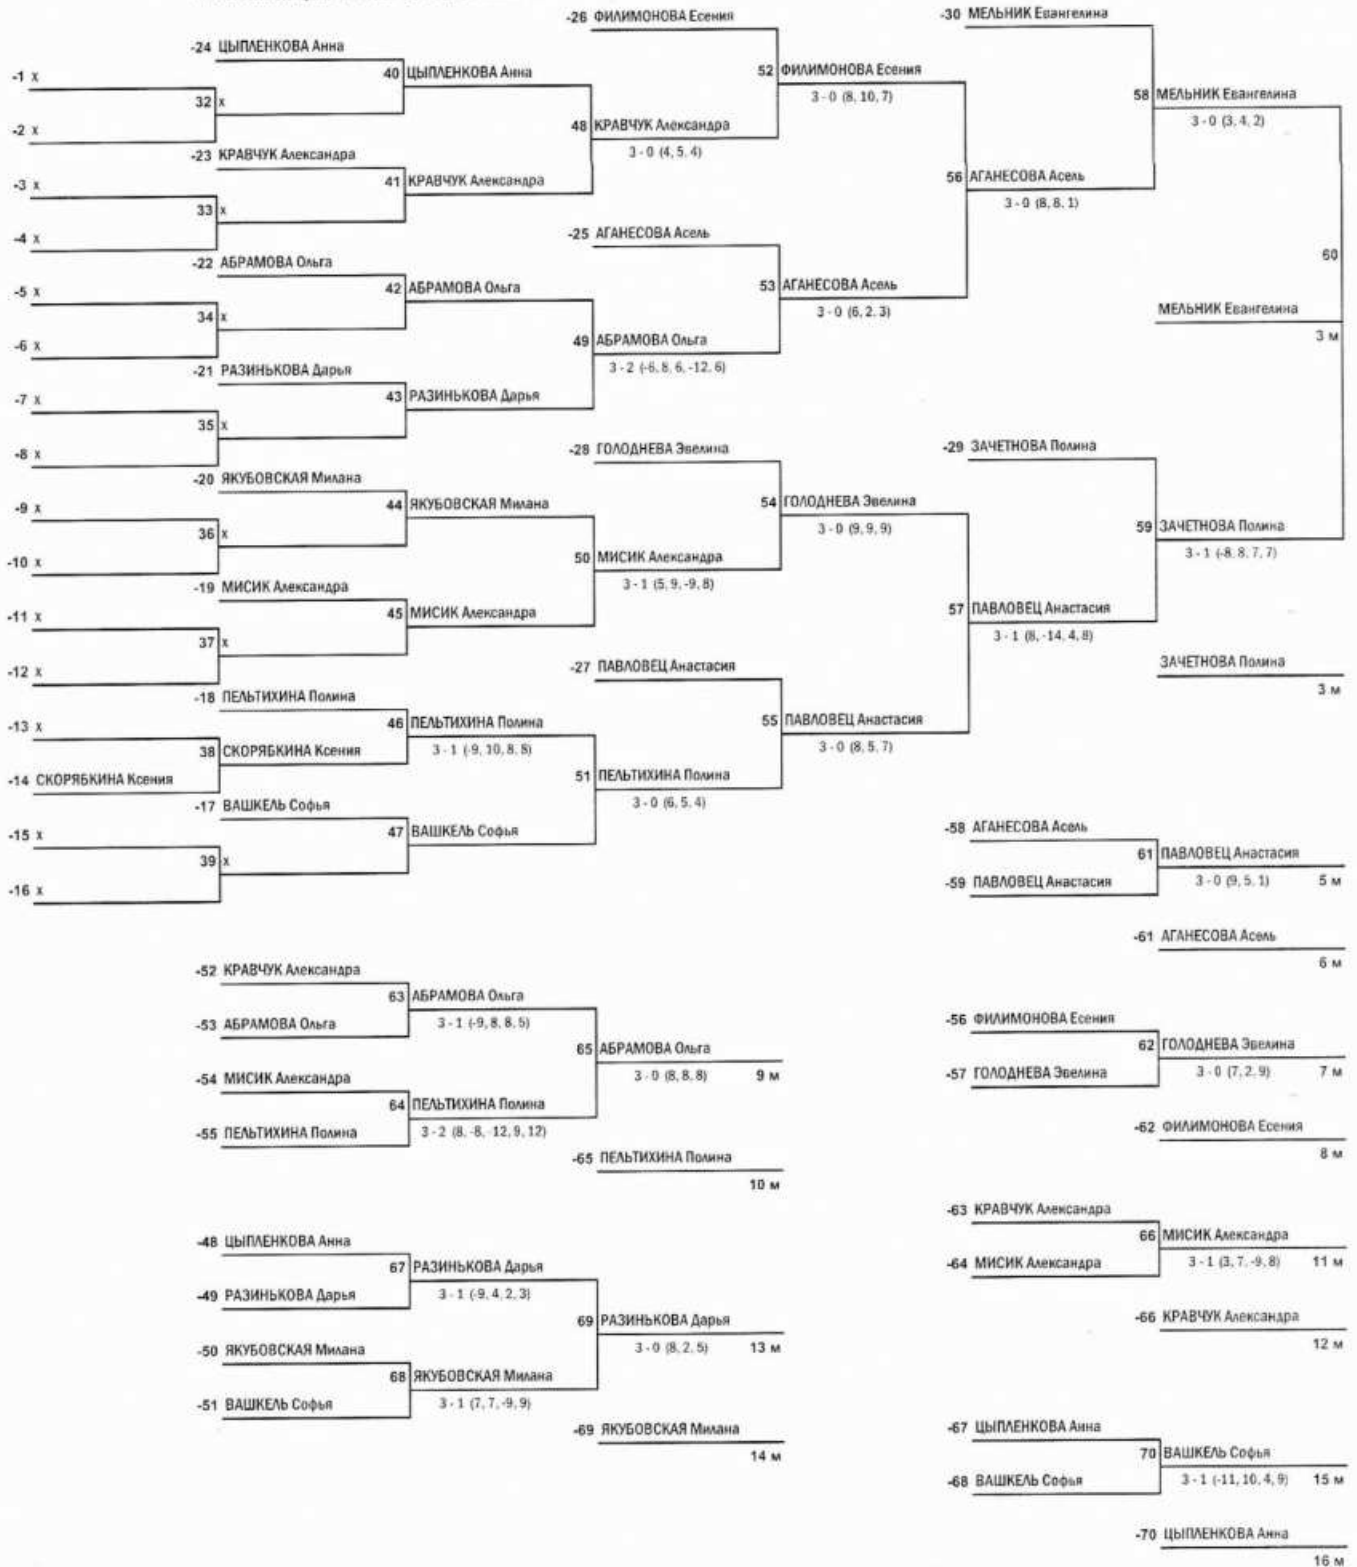 -26 ФИЛИМОНОВА Есения
-30 МЕЛЬНИК Евангелина
-24 ЦЫПЛЕНКОВА Анна
-1 x
40 ЦЫПЛЕНКОВА Анна
52 ФИЛИМОНОВА Есения
3 - 0 (8, 10, 7)
32 x
58 МЕЛЬНИК Евангелина
3 - 0 (3, 4, 2)
-2 x
48 КРАВЧУК Александра
3 - 0 (4, 5, 4)
-23 КРАВЧУК Александра
-3 x
41 КРАВЧУК Александра
56 АГАНЕСОВА Асель
3 - 0 (8, 8, 1)
33 x
-4 x
-25 АГАНЕСОВА Асель
-22 АБРАМОВА Ольга
60
-5 x
42 АБРАМОВА Ольга
53 АГАНЕСОВА Асель
3 - 0 (6, 2, 3)
34 x
МЕЛЬНИК Евангелина
3 м
-6 x
49 АБРАМОВА Ольга
3 - 2 (-6, 8, 6, -12, 6)
-21 РАЗИНЬКОВА Дарья
-7 x
43 РАЗИНЬКОВА Дарья
35 x
-8 x
-28 ГОЛОДНЕВА Эвелина
-29 ЗАЧЕТНОВА Полина
-20 ЯКУБОВСКАЯ Милана
-9 x
44 ЯКУБОВСКАЯ Милана
54 ГОЛОДНЕВА Эвелина
3 - 0 (9, 9, 9)
36 x
59 ЗАЧЕТНОВА Полина
3 - 1 (-8, 8, 7, 7)
-10 x
50 МИСИК Александра
3 - 1 (5, 9, -9, 8)
-19 МИСИК Александра
-11 x
45 МИСИК Александра
57 ПАВЛОВЕЦ Анастасия
3 - 1 (8, -14, 4, 8)
37 x
-12 x
-27 ПАВЛОВЕЦ Анастасия
ЗАЧЕТНОВА Полина
3 м
-18 ПЕЛЬТИХИНА Полина
-13 x
46 ПЕЛЬТИХИНА Полина
3 - 1 (-9, 10, 8, 8)
55 ПАВЛОВЕЦ Анастасия
3 - 0 (8, 5, 7)
38 СКОРЯБКИНА Ксения
-14 СКОРЯБКИНА Ксения
51 ПЕЛЬТИХИНА Полина
3 - 0 (6, 5, 4)
-17 ВАШКЕЛЬ Софья
-15 x
47 ВАШКЕЛЬ Софья
39 x
-16 x
-58 АГАНЕСОВА Асель
61 ПАВЛОВЕЦ Анастасия
3 - 0 (9, 5, 1) 5 м
-59 ПАВЛОВЕЦ Анастасия
-61 АГАНЕСОВА Асель
6 м
-52 КРАВЧУК Александра
63 АБРАМОВА Ольга
3 - 1 (-9, 8, 8, 5)
-53 АБРАМОВА Ольга
65 АБРАМОВА Ольга
3 - 0 (8, 8, 8) 9 м
-54 МИСИК Александра
64 ПЕЛЬТИХИНА Полина
3 - 2 (8, -8, -12, 9, 12)
-55 ПЕЛЬТИХИНА Полина
-65 ПЕЛЬТИХИНА Полина
10 м
-56 ФИЛИМОНОВА Есения
62 ГОЛОДНЕВА Эвелина
3 - 0 (7, 2, 9) 7 м
-57 ГОЛОДНЕВА Эвелина
-62 ФИЛИМОНОВА Есения
8 м
-63 КРАВЧУК Александра
66 МИСИК Александра
3 - 1 (3, 7, -9, 8) 11 м
-64 МИСИК Александра
-66 КРАВЧУК Александра
12 м
-48 ЦЫПЛЕНКОВА Анна
67 РАЗИНЬКОВА Дарья
3 - 1 (-9, 4, 2, 3)
-49 РАЗИНЬКОВА Дарья
69 РАЗИНЬКОВА Дарья
3 - 0 (8, 2, 5) 13 м
-50 ЯКУБОВСКАЯ Милана
68 ЯКУБОВСКАЯ Милана
3 - 1 (7, 7, -9, 9)
-51 ВАШКЕЛЬ Софья
-69 ЯКУБОВСКАЯ Милана
14 м
-67 ЦЫПЛЕНКОВА Анна
70 ВАШКЕЛЬ Софья
3 - 1 (-11, 10, 4, 9) 15 м
-68 ВАШКЕЛЬ Софья
-70 ЦЫПЛЕНКОВА Анна
16 м